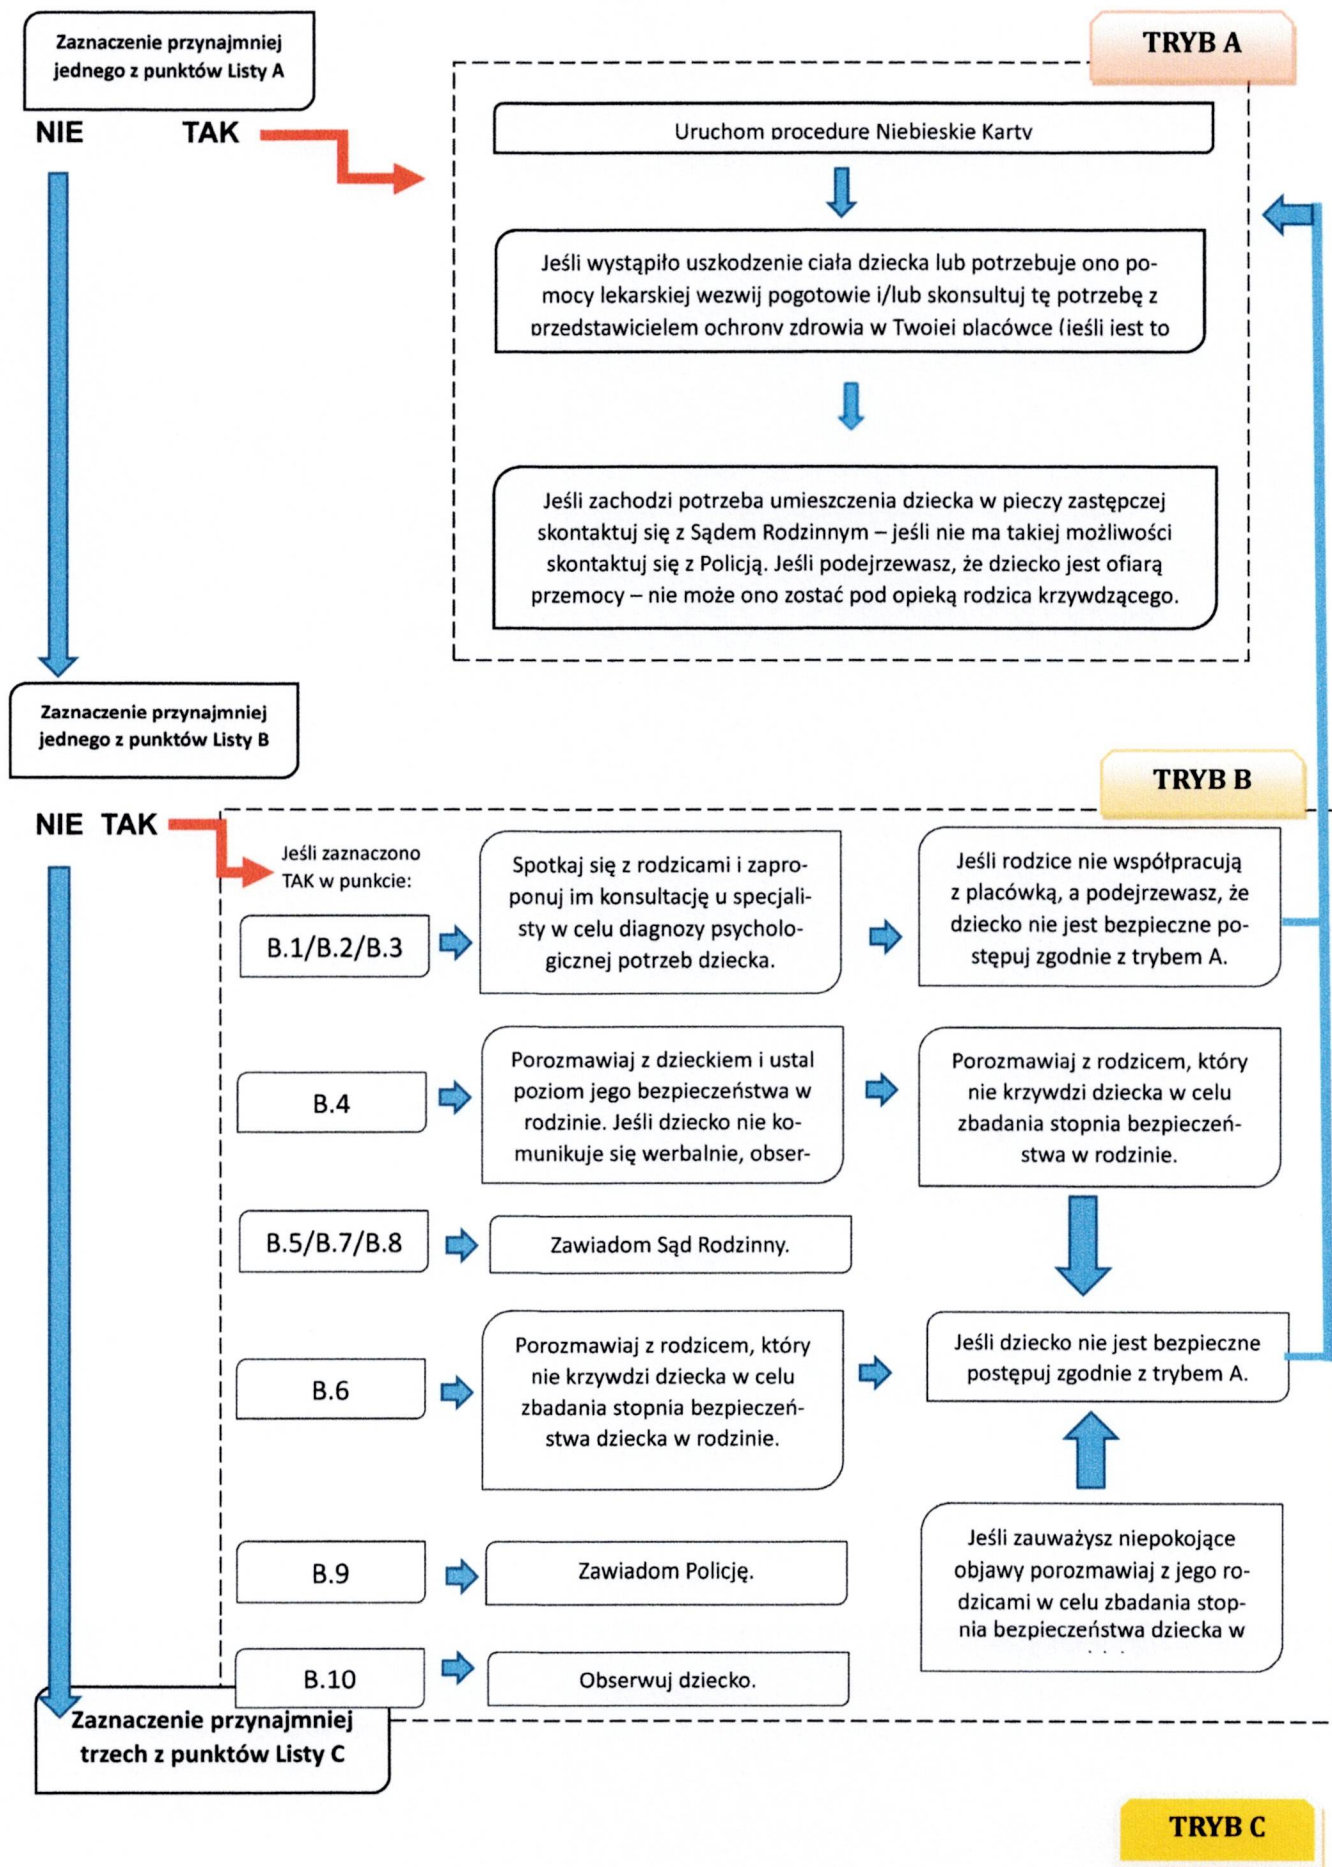 Zaznaczenie przynajmniej
jednego z punktów Listy A
NIE TAK
TRYB A
Uruchom procedurę Niebieskie Karty
Jeśli wystąpiło uszkodzenie ciała dziecka lub potrzebuje ono po-
mocy lekarskiej wezwij pogotowie i/lub skonsultuj tę potrzebę z
przedstawicielem ochrony zdrowia w Twojej placówce (jeśli jest to
Jeśli zachodzi potrzeba umieszczenia dziecka w pieczy zastępczej
skontaktuj się z Sądem Rodzinnym – jeśli nie ma takiej możliwości
skontaktuj się z Policją. Jeśli podejrzewasz, że dziecko jest ofiarą
przemocy – nie może ono zostać pod opieką rodzica krzywdzącego.
Zaznaczenie przynajmniej
jednego z punktów Listy B
NIE TAK
TRYB B
Jeśli zaznaczono
TAK w punkcie:
B.1/B.2/B.3
Spotkaj się z rodzicami i zapro-
ponuj im konsultację u specjali-
sty w celu diagnozy psycholo-
gicznej potrzeb dziecka.
Jeśli rodzice nie współpracują
z placówką, a podejrzewasz, że
dziecko nie jest bezpieczne po-
stępuj zgodnie z trybem A.
B.4
Porozmawiaj z dzieckiem i ustal
poziom jego bezpieczeństwa w
rodzinie. Jeśli dziecko nie ko-
munikuje się werbalnie, obser-
Porozmawiaj z rodzicem, który
nie krzywdzi dziecka w celu
zbadania stopnia bezpieczeń-
stwa w rodzinie.
B.5/B.7/B.8
Zawiadom Sąd Rodzinny.
B.6
Porozmawiaj z rodzicem, który
nie krzywdzi dziecka w celu
zbadania stopnia bezpieczeń-
stwa dziecka w rodzinie.
Jeśli dziecko nie jest bezpieczne
postępuj zgodnie z trybem A.
B.9
Zawiadom Policję.
Jeśli zauważysz niepokojące
objawy porozmawiaj z jego ro-
dzicami w celu zbadania stop-
nia bezpieczeństwa dziecka w
B.10
Obserwuj dziecko.
Zaznaczenie przynajmniej
trzech z punktów Listy C
TRYB C